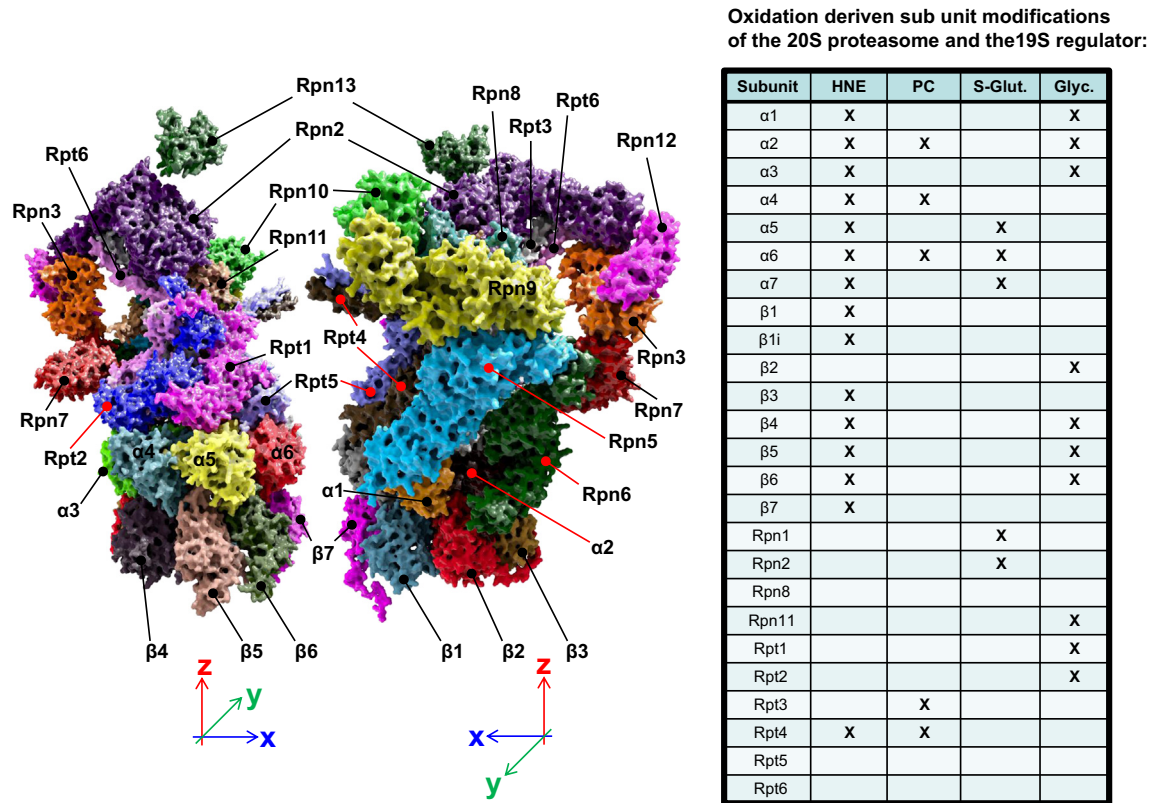 Oxidation deriven sub unit modifications
of the 20S proteasome and the19S regulator:
Rpn13
Rpn2
Rpt6
Rpn3
Rpn10
Rpn11
Rpn8
Rpt6
Rpt3
Rpn12
Rpn9
Rpt4
Rpt1
Rpt5
Rpn3
Rpn7
Rpn7
Rpt2
Rpn5
Rpn6
α4
α5
α6
α3
α1
α2
β7
β4
β5
β6
β1
β2
β3
z
y
x
z
x
y
Subunit HNE PC S-Glut. Glyc.
α1 X X
α2 X X X
α3 X X
α4 X X
α5 X X
α6 X X X
α7 X X
β1 X
β1i X
β2 X
β3 X
β4 X X
β5 X X
β6 X X
β7 X
Rpn1 X
Rpn2 X
Rpn8
Rpn11 X
Rpt1 X
Rpt2 X
Rpt3 X
Rpt4 X X
Rpt5
Rpt6